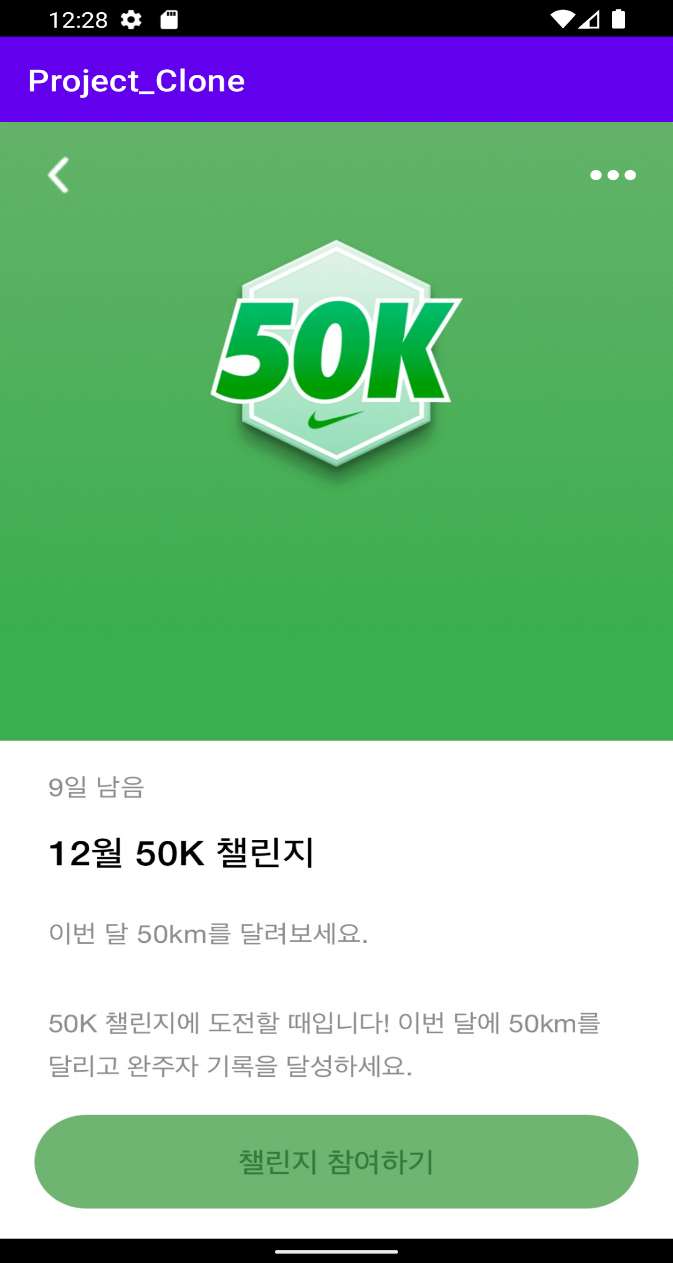 12:28
Project_Clone
50K
9일 남음
12월 50K 챌린지
이번 달 50km를 달려보세요.
50K 챌린지에 도전할 때입니다! 이번 달에 50km를
달리고 완주자 기록을 달성하세요.
챌린지 참여하기